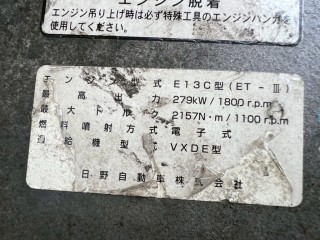 エンジン脱着
エンジン吊り上げ時は必ず特殊工具のエンジンハンガを
使用してください。
エンジン 式 E13C型(ET-Ⅲ)
最高出力 279kW/1800r.p.m
最大トルク 2157N・m/1100r.p.m
燃料噴射方式 電子式
給機型式 VXDE型
日野自動車株式会社